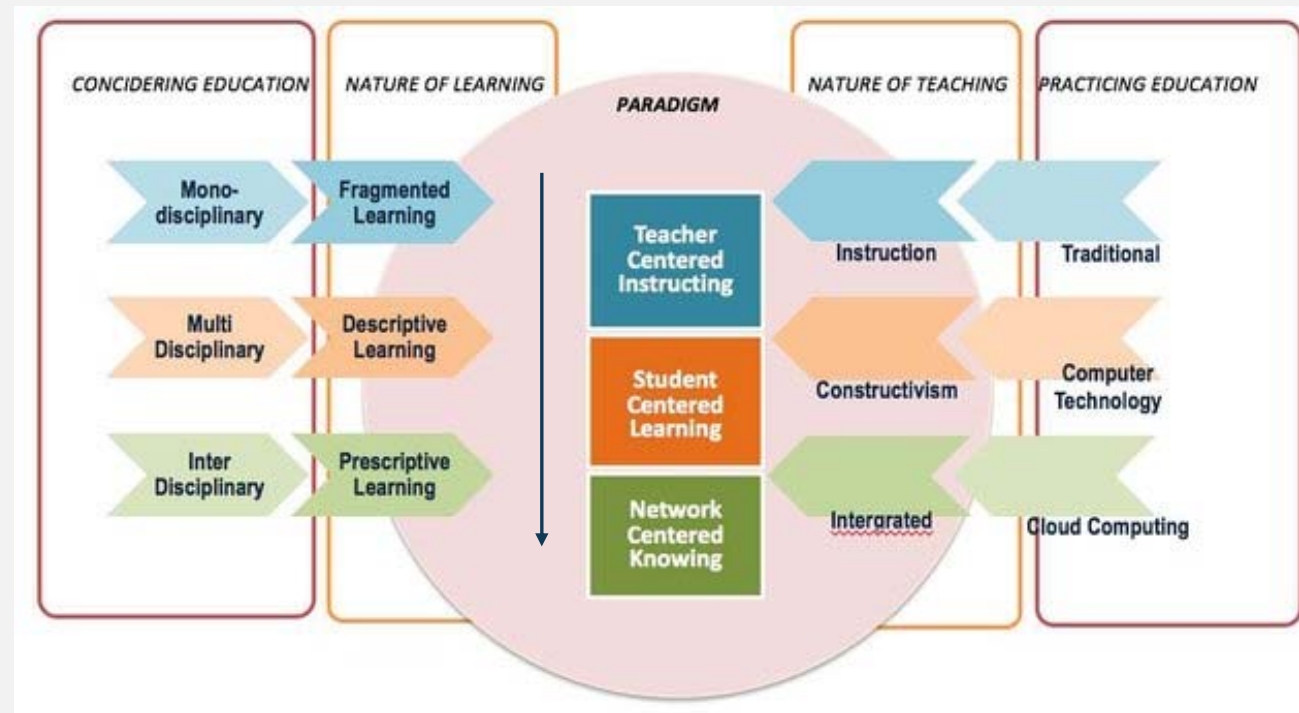 CONCIDERING EDUCATION
NATURE OF LEARNING
PARADIGM
NATURE OF TEACHING
PRACTICING EDUCATION
Mono-
disciplinary
Fragmented
Learning
Teacher
Centered
Instructing
Instruction
Traditional
Multi
Disciplinary
Descriptive
Learning
Student
Centered
Learning
Constructivism
Computer
Technology
Inter
Disciplinary
Prescriptive
Learning
Network
Centered
Knowing
Intergrated
Cloud Computing